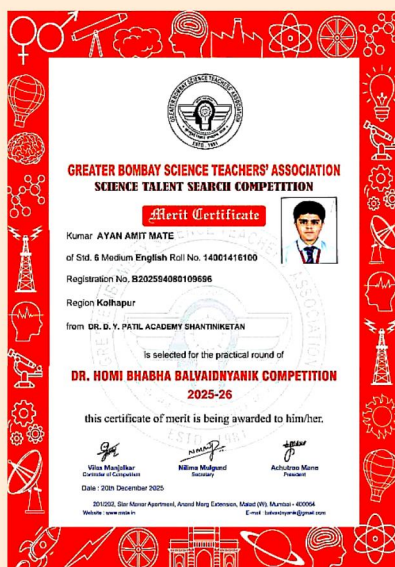 GREATER BOMBAY SCIENCE TEACHERS' ASSOCIATION
ESTD. 1981
GREATER BOMBAY SCIENCE TEACHERS' ASSOCIATION
SCIENCE TALENT SEARCH COMPETITION
Merit Certificate
Kumar AYAN AMIT MATE
of Std. 6 Medium English Roll No. 14001416100
Registration No. B202594080109696
Region Kolhapur
from DR. D. Y. PATIL ACADEMY SHANTINIKETAN
is selected for the practical round of
DR. HOMI BHABHA BALVAIDNYANIK COMPETITION
2025-26
this certificate of merit is being awarded to him/her.
Vilas Manjalkar
Controller of Competition
Nilima Mulgund
Secretary
Achutrao Mane
President
Date : 20th December 2025
201/202, Star Manor Apartment, Anand Marg Extension, Malad (W), Mumbai - 400064
Website : www.msta.in
E-mail : balvaidnyanik@gmail.com